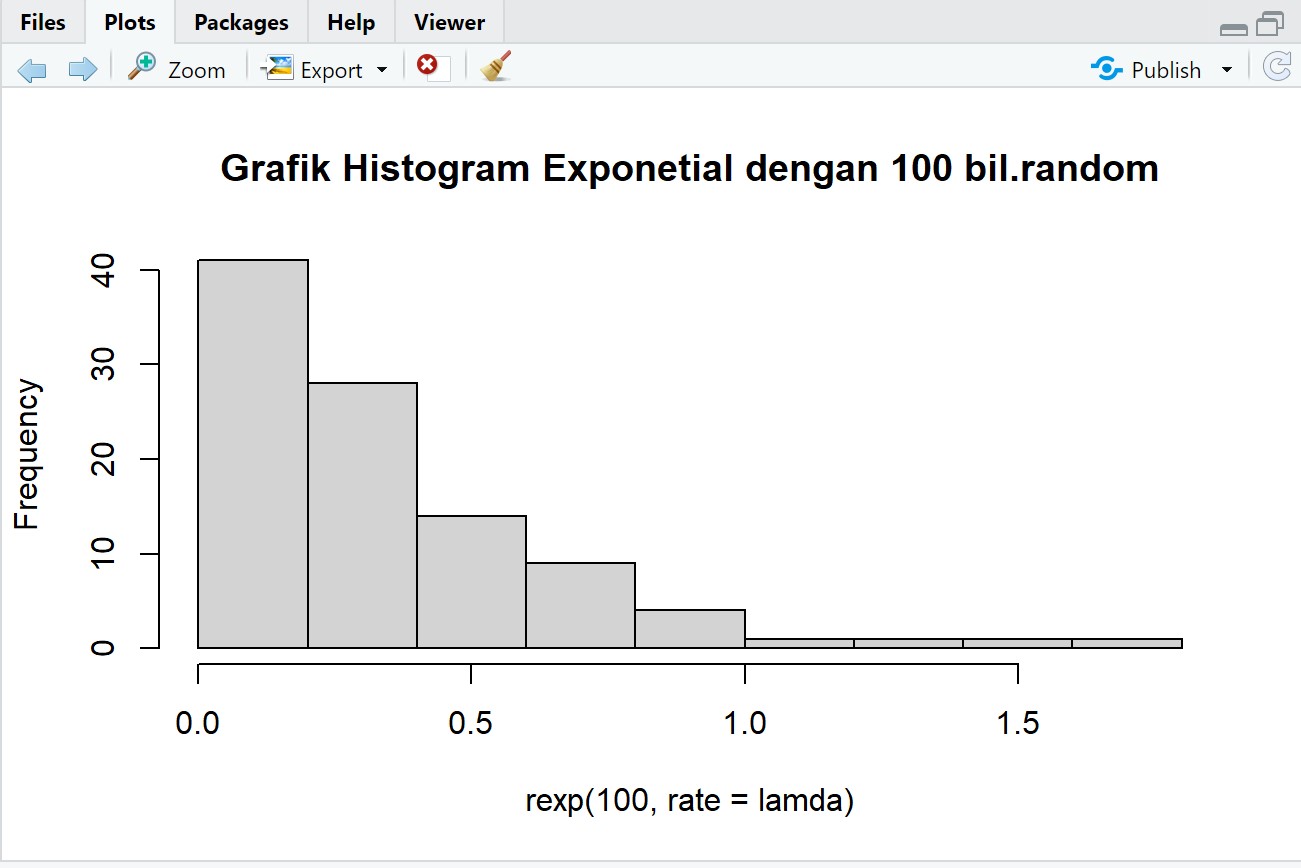 Files Plots Packages Help Viewer
Zoom Export Publish
Grafik Histogram Exponetial dengan 100 bil.random
Frequency
40
30
20
10
0
0.0 0.5 1.0 1.5
rexp(100, rate = lamda)